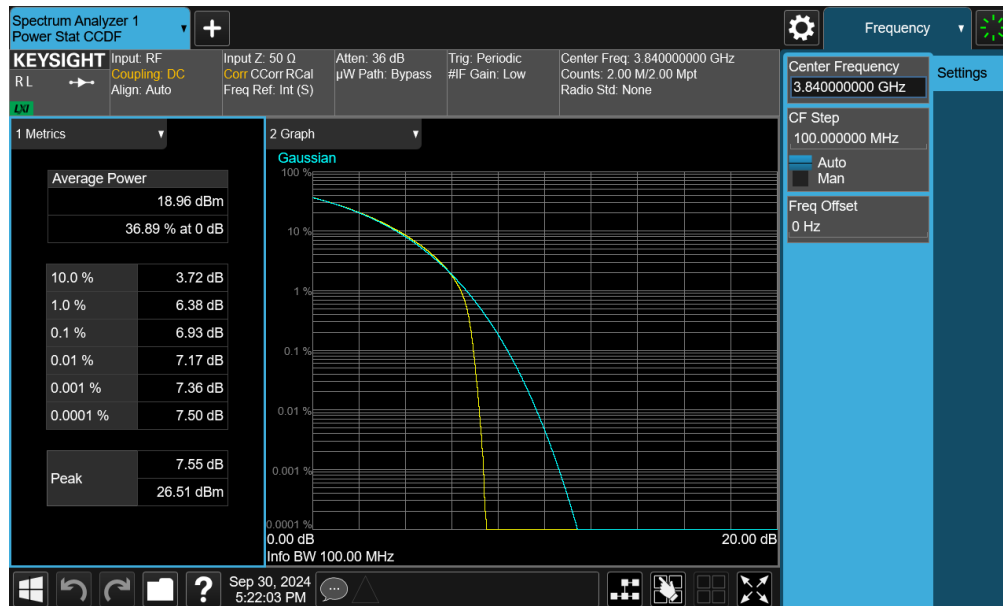 Spectrum Analyzer 1
Power Stat CCDF
Frequency
KEYSIGHT
RL
LXI
Input: RF
Coupling: DC
Align: Auto
Input Z: 50 Ω
Corr CCorr RCal
Freq Ref: Int (S)
Atten: 36 dB
µW Path: Bypass
Trig: Periodic
#IF Gain: Low
Center Freq: 3.840000000 GHz
Counts: 2.00 M/2.00 Mpt
Radio Std: None
Center Frequency
3.840000000 GHz
Settings
CF Step
100.000000 MHz
Auto
Man
Freq Offset
0 Hz
1 Metrics
Average Power
18.96 dBm
36.89 % at 0 dB
10.0 % 3.72 dB
1.0 % 6.38 dB
0.1 % 6.93 dB
0.01 % 7.17 dB
0.001 % 7.36 dB
0.0001 % 7.50 dB
Peak
7.55 dB
26.51 dBm
2 Graph
Gaussian
100 %
10 %
1 %
0.1 %
0.01 %
0.001 %
0.0001 %
0.00 dB 20.00 dB
Info BW 100.00 MHz
? Sep 30, 2024
5:22:03 PM